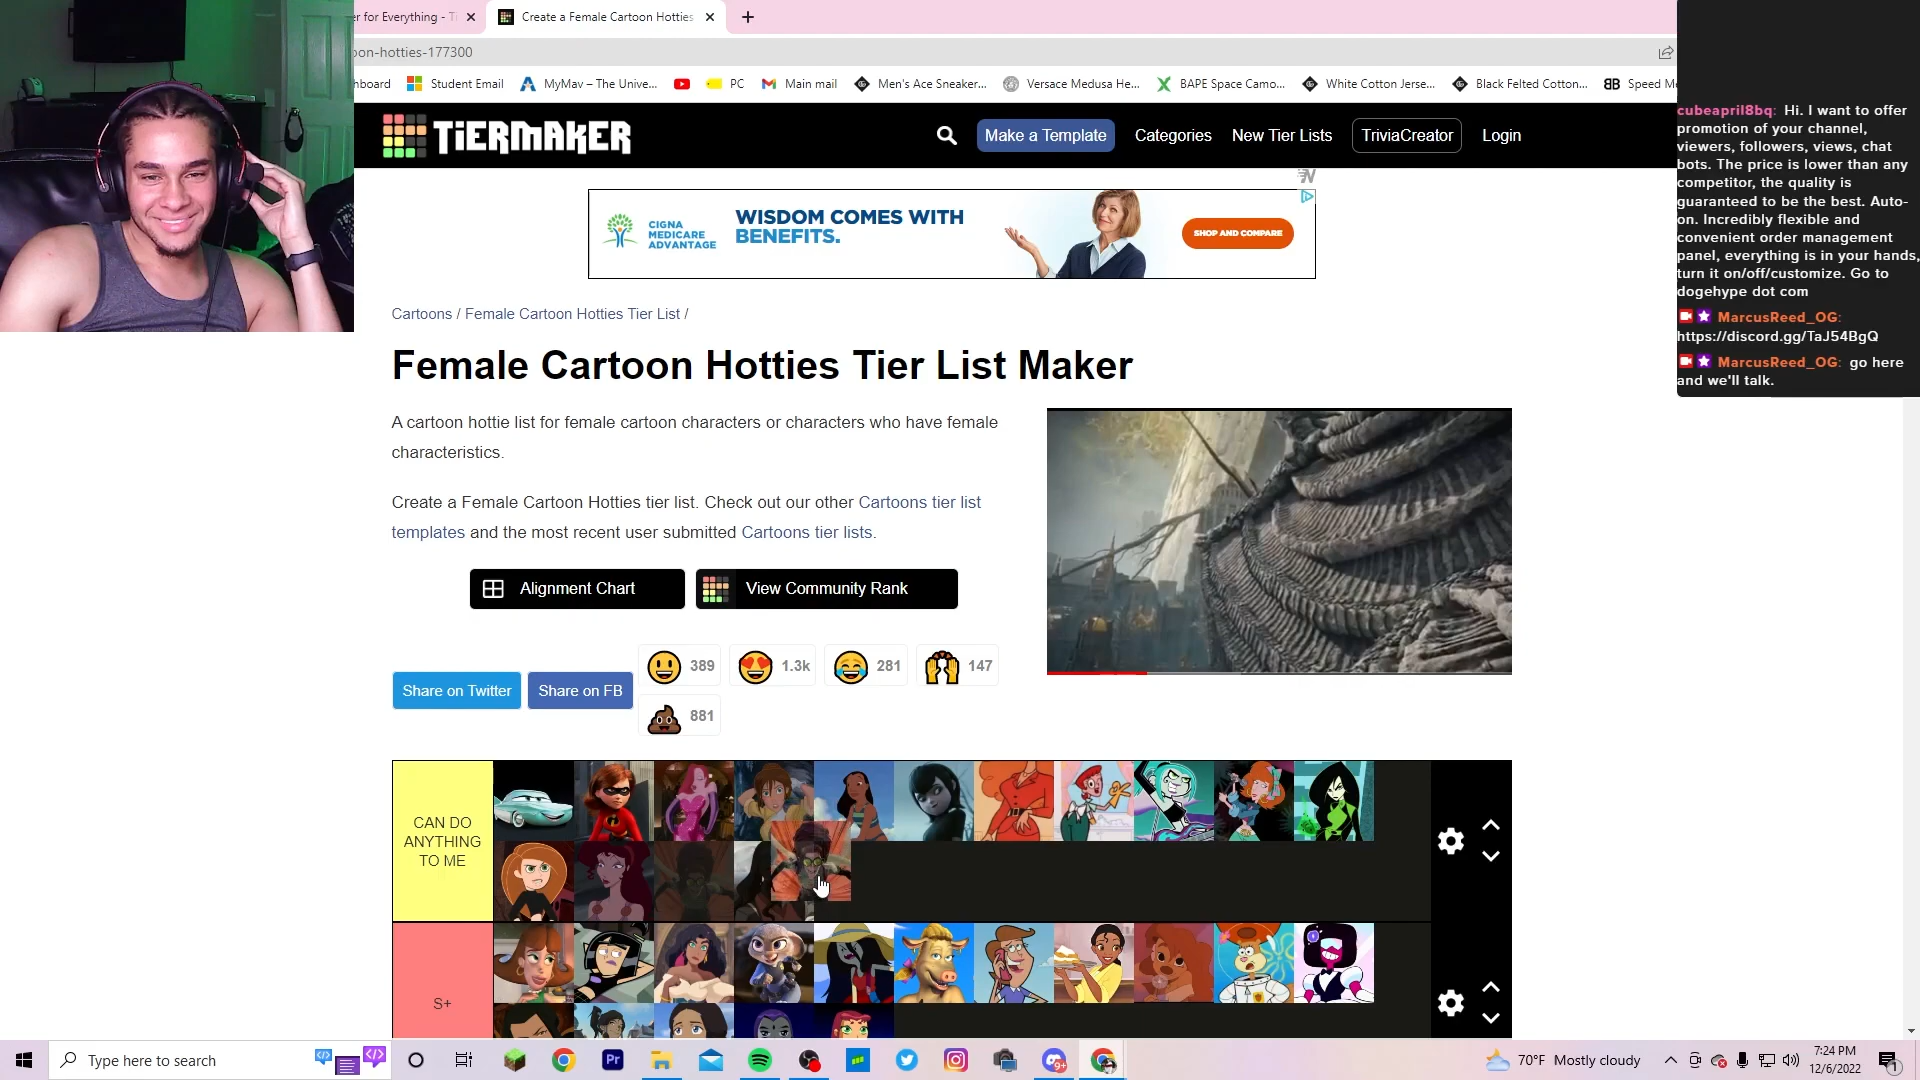 er for Everything - Ti
Create a Female Cartoon Hotties
oon-hotties-177300
hboard
Student Email
MyMav – The Unive...
PC
Main mail
Men's Ace Sneaker...
Versace Medusa He...
BAPE Space Camo...
White Cotton Jerse...
Black Felted Cotton...
BB
Speed Me
TiERMAKER
Make a Template
Categories
New Tier Lists
TriviaCreator
Login
CIGNA
MEDICARE
ADVANTAGE
WISDOM COMES WITH
BENEFITS.
SHOP AND COMPARE
Cartoons / Female Cartoon Hotties Tier List /
Female Cartoon Hotties Tier List Maker
A cartoon hottie list for female cartoon characters or characters who have female
characteristics.
Create a Female Cartoon Hotties tier list. Check out our other Cartoons tier list
templates and the most recent user submitted Cartoons tier lists.
Alignment Chart
View Community Rank
Share on Twitter
Share on FB
389
1.3k
281
147
881
CAN DO
ANYTHING
TO ME
S+
cubeapril8bq: Hi. I want to offer
promotion of your channel,
viewers, followers, views, chat
bots. The price is lower than any
competitor, the quality is
guaranteed to be the best. Auto-
on. Incredibly flexible and
convenient order management
panel, everything is in your hands,
turn it on/off/customize. Go to
dogehype dot com
MarcusReed_OG:
https://discord.gg/TaJ54BgQ
MarcusReed_OG: go here
and we'll talk.
Type here to search
Pr
9+
70°F Mostly cloudy
7:24 PM
12/6/2022
1